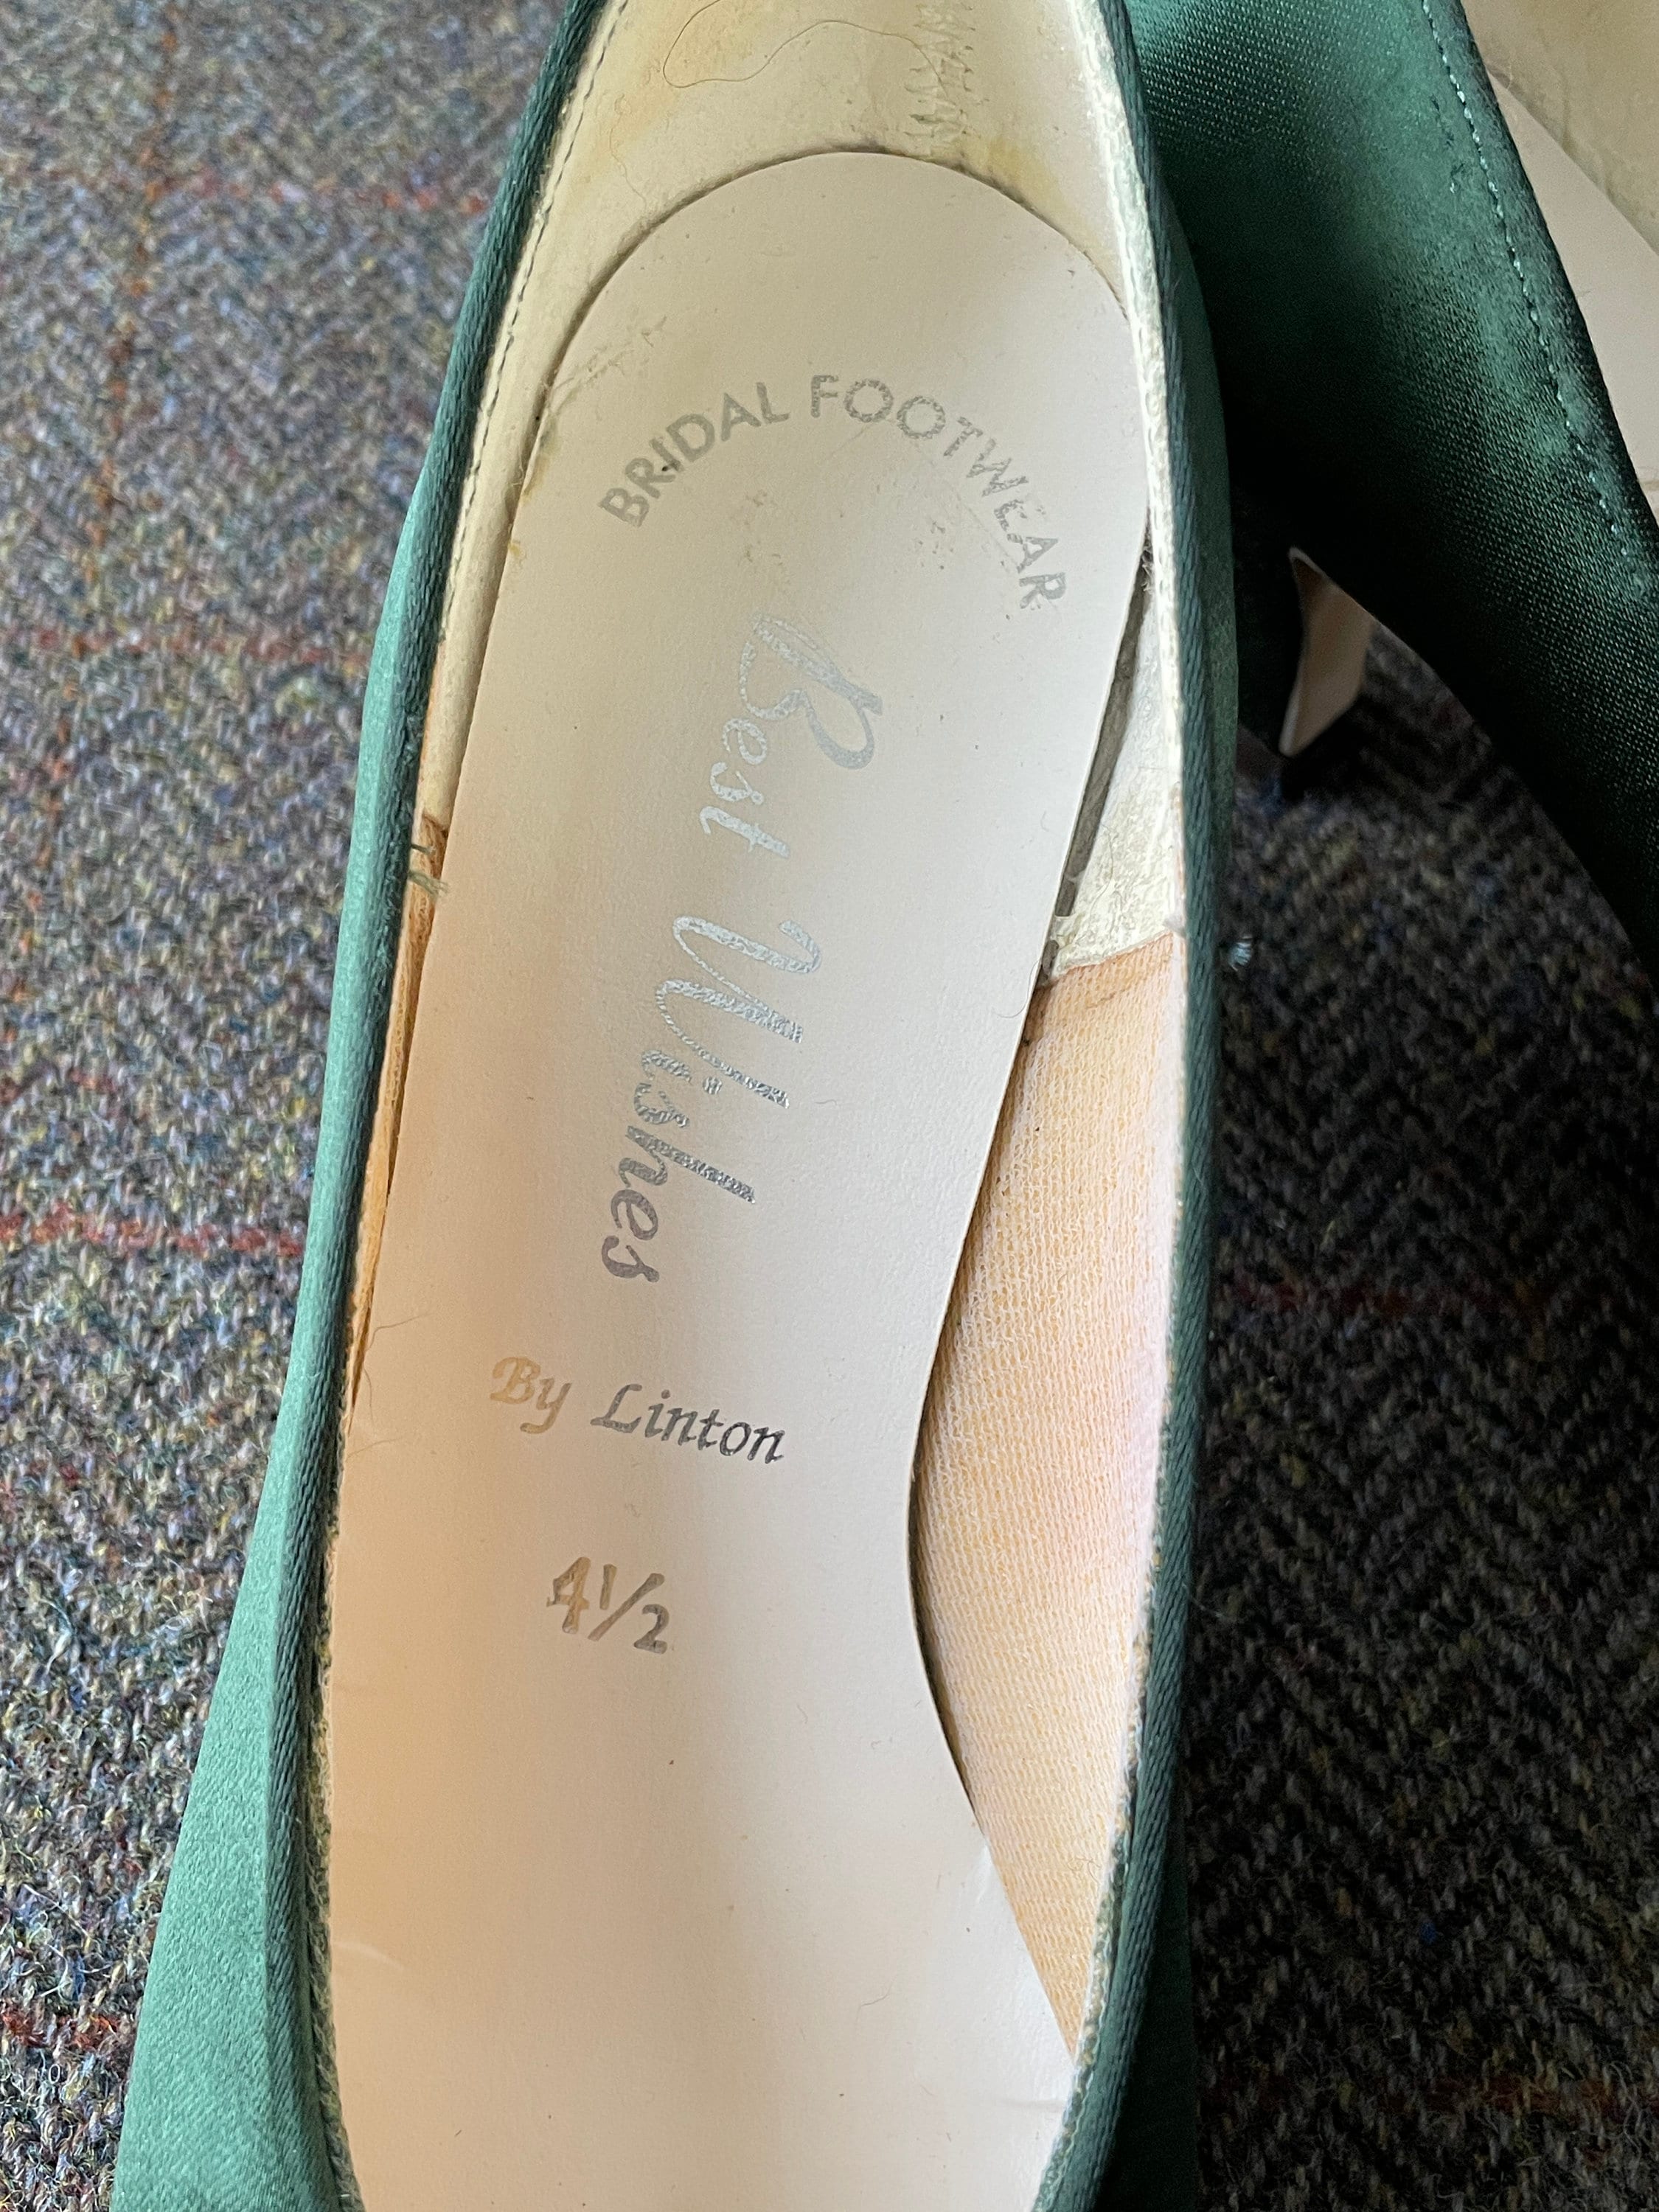 BRIDAL FOOTWEAR
Best Wishes
By Linton
4½